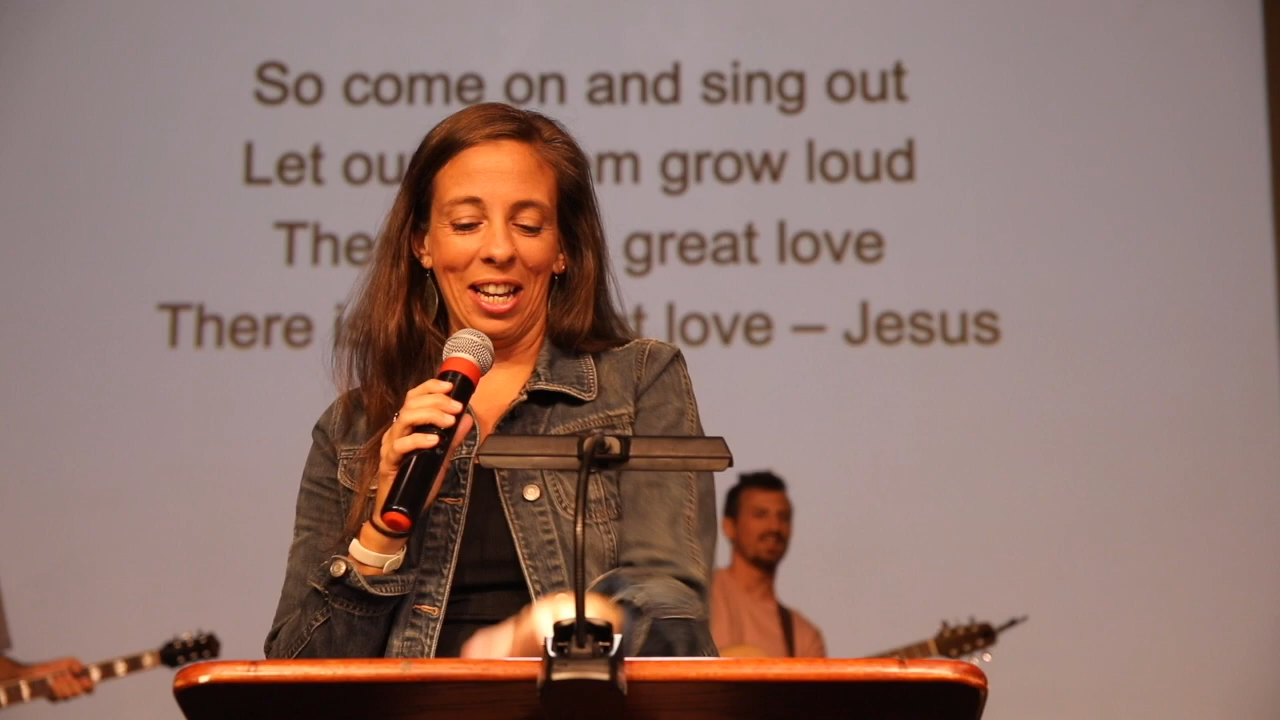 So come on and sing out
Let ou m grow loud
The great love
There love – Jesus